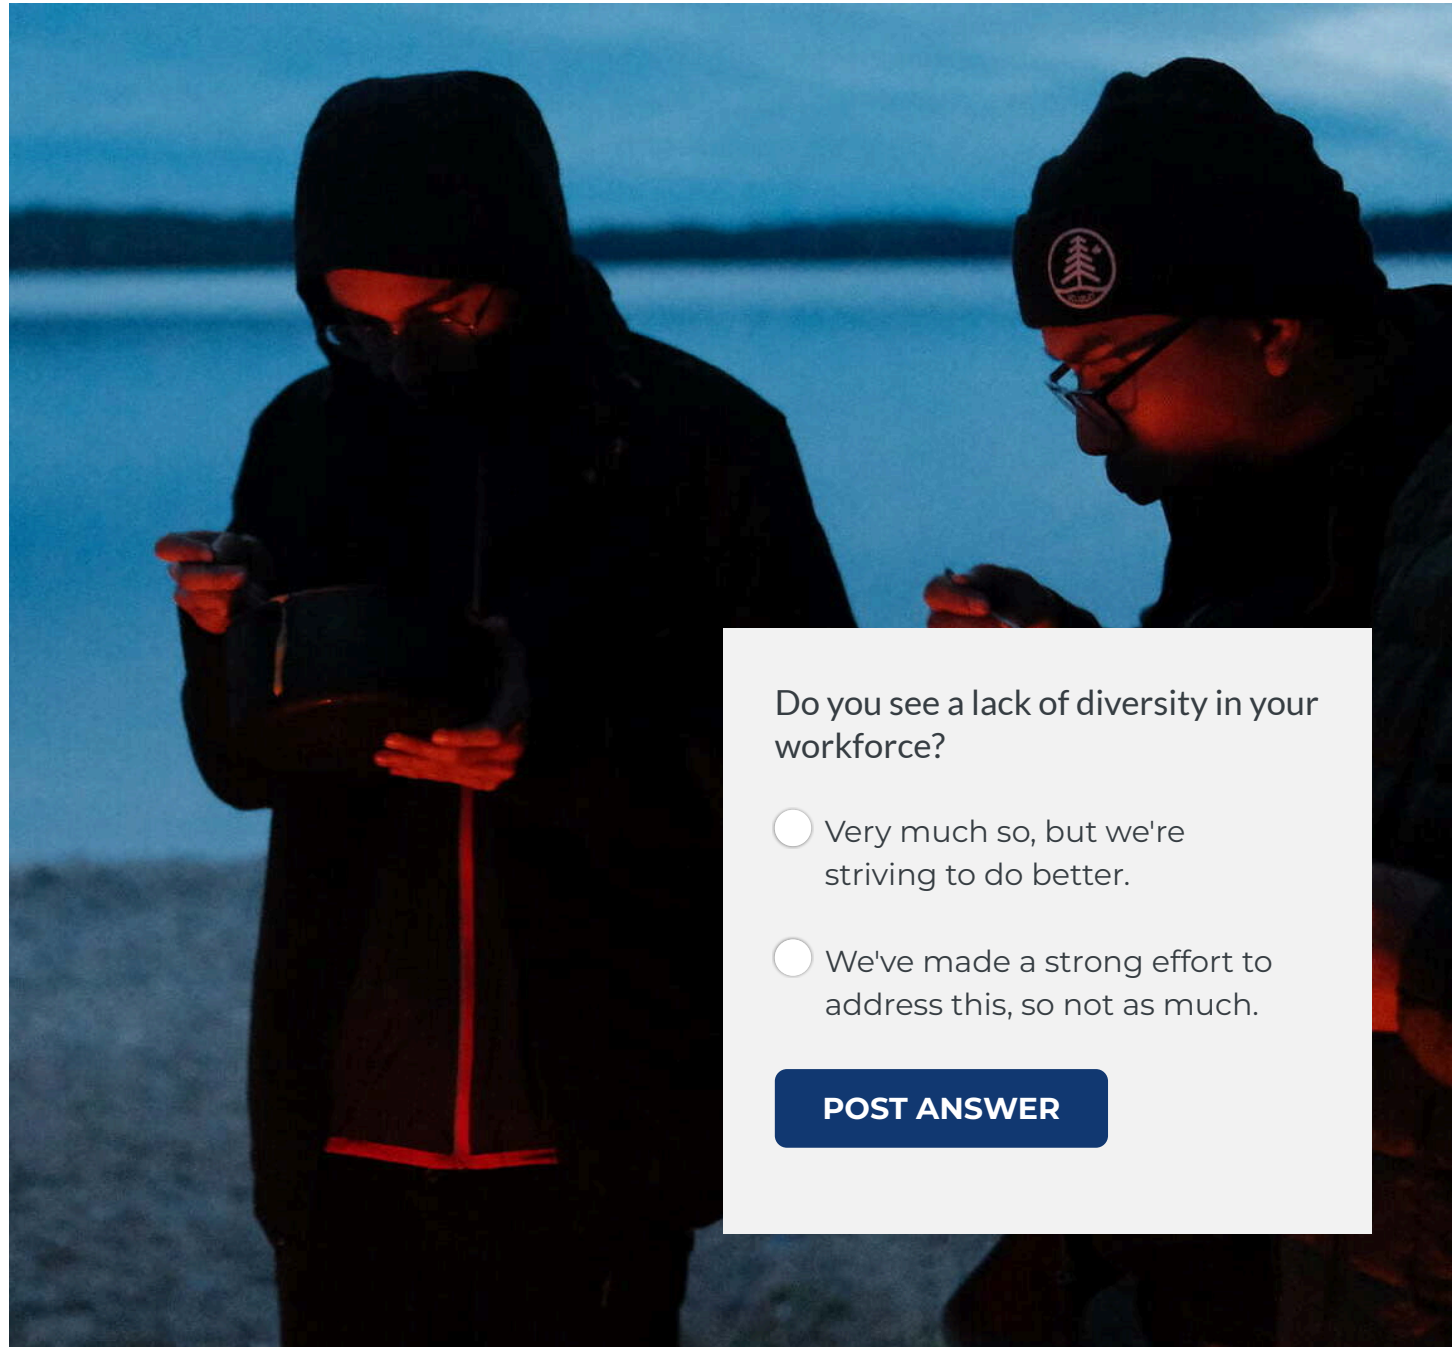 Do you see a lack of diversity in your
workforce?
Very much so, but we're
striving to do better.
We've made a strong effort to
address this, so not as much.
POST ANSWER